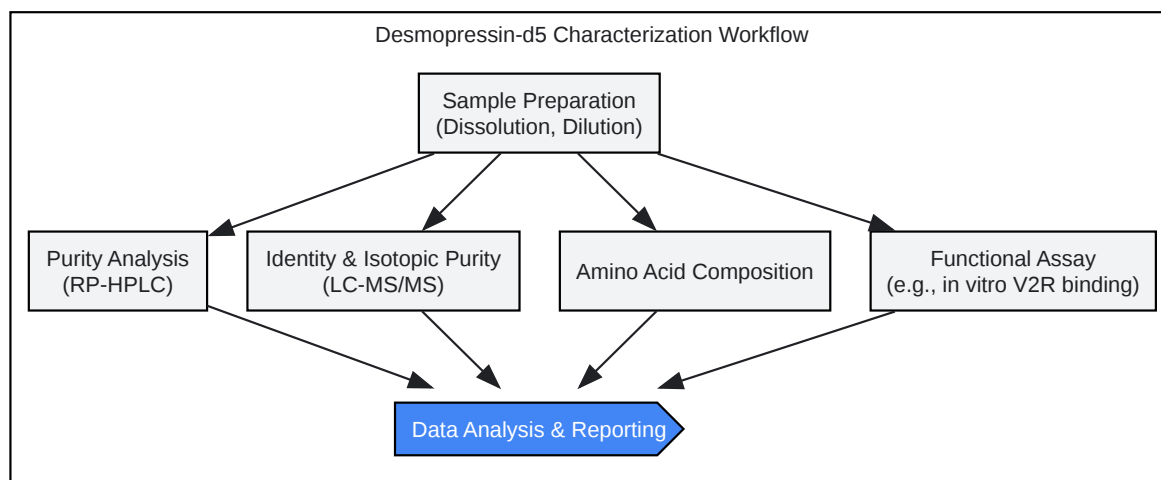 Desmopressin-d5 Characterization Workflow
Sample Preparation
(Dissolution, Dilution)
Purity Analysis
(RP-HPLC)
Identity & Isotopic Purity
(LC-MS/MS)
Amino Acid Composition
Functional Assay
(e.g., in vitro V2R binding)
Data Analysis & Reporting